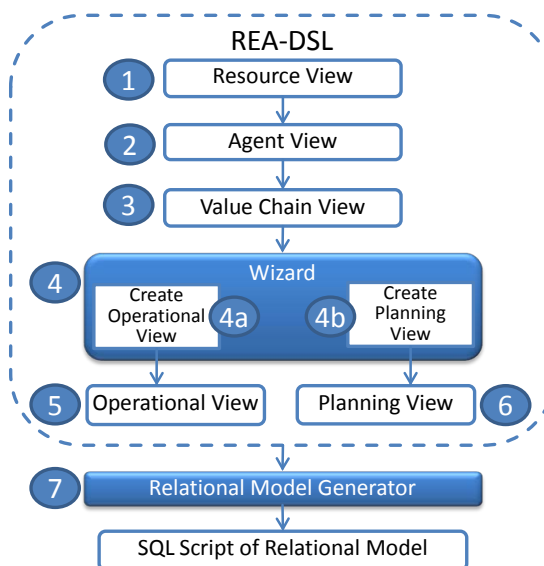 REA-DSL
1
Resource View
2
Agent View
3
Value Chain View
4
Wizard
Create
Operational
View
4a
4b
Create
Planning
View
5
Operational View
Planning View
6
7
Relational Model Generator
SQL Script of Relational Model